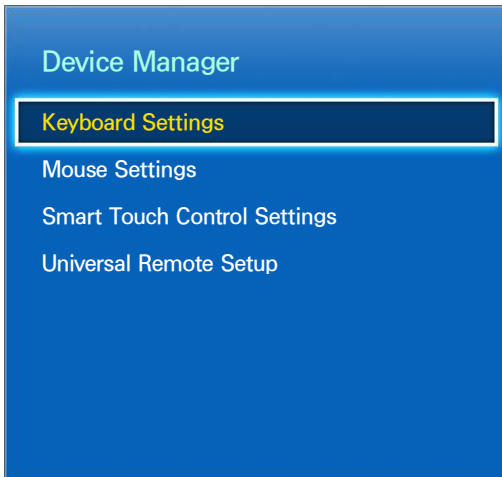 Device Manager
Keyboard Settings
Mouse Settings
Smart Touch Control Settings
Universal Remote Setup